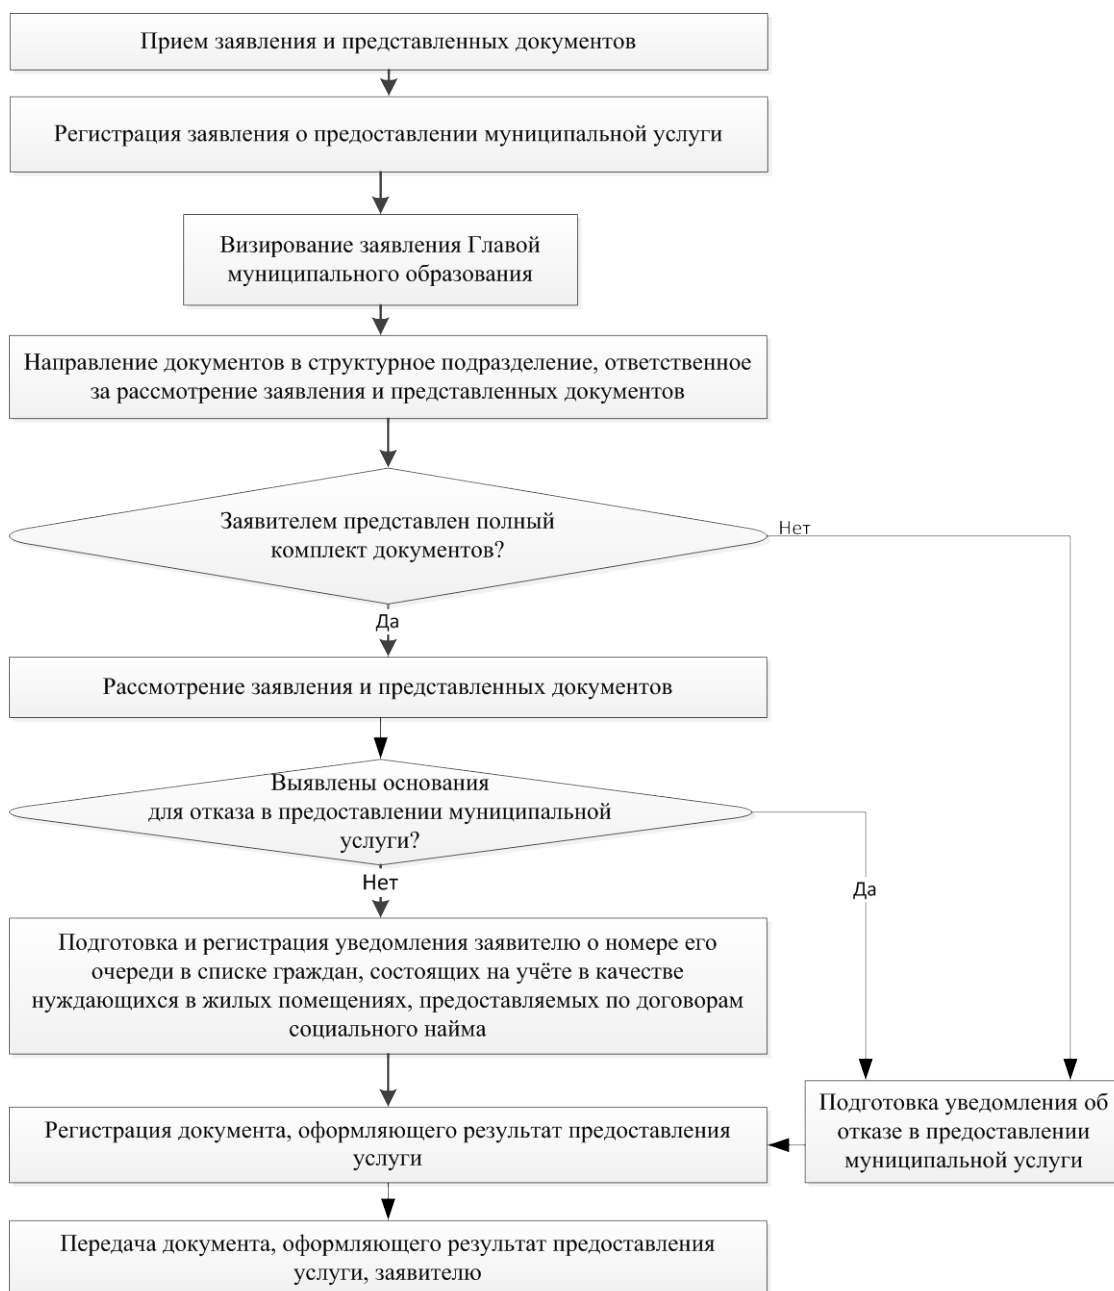 Прием заявления и представленных документов
Регистрация заявления о предоставлении муниципальной услуги
Визирование заявления Главой
муниципального образования
Направление документов в структурное подразделение, ответственное
за рассмотрение заявления и представленных документов
Заявителем представлен полный
комплект документов?
Нет
Да
Рассмотрение заявления и представленных документов
Выявлены основания
для отказа в предоставлении муниципальной
услуги?
Нет
Да
Подготовка и регистрация уведомления заявителю о номере его
очереди в списке граждан, состоящих на учёте в качестве
нуждающихся в жилых помещениях, предоставляемых по договорам
социального найма
Подготовка уведомления об
отказе в предоставлении
муниципальной услуги
Регистрация документа, оформляющего результат предоставления
услуги
Передача документа, оформляющего результат предоставления
услуги, заявителю